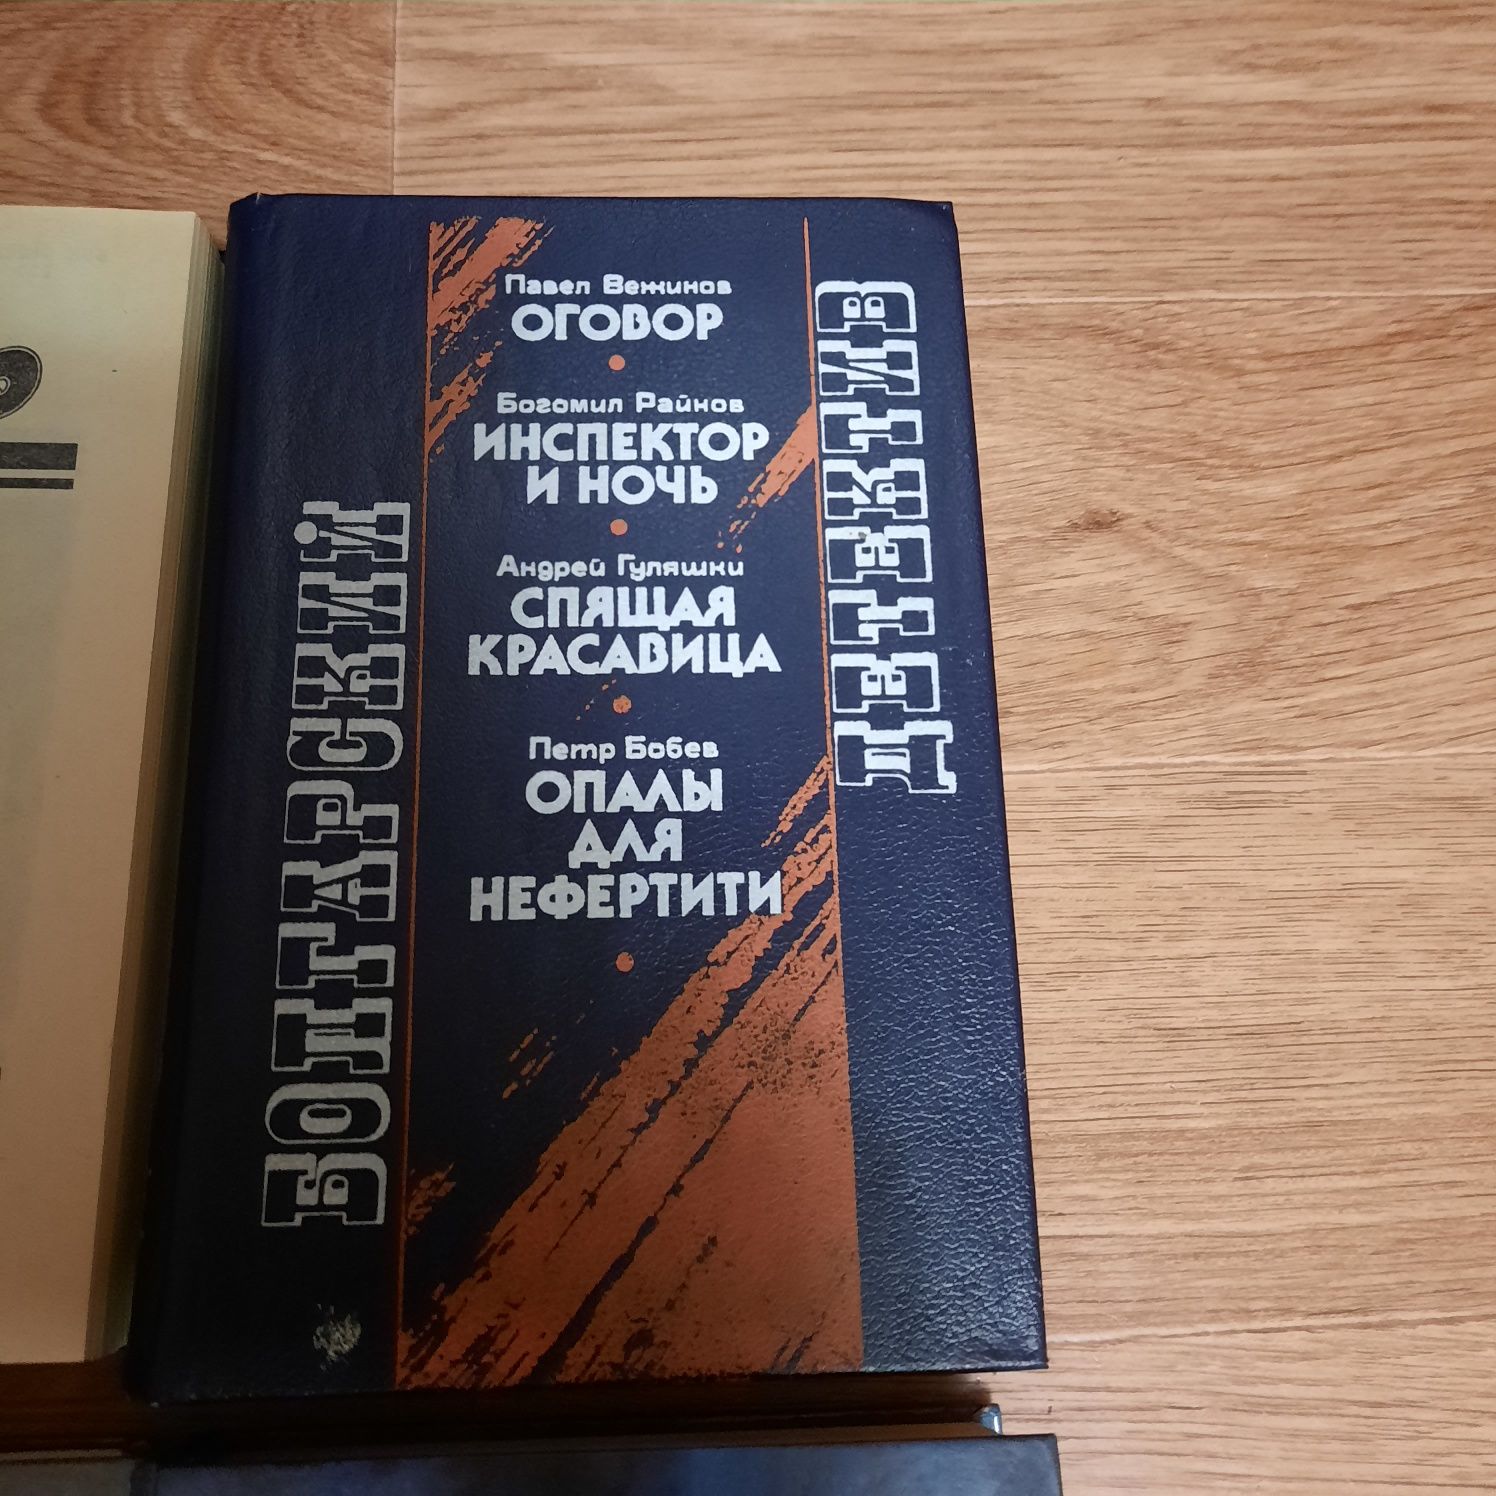 БОЛГАРСКИЙ
Павел Вежинов
ОГОВОР
Богомил Райнов
ИНСПЕКТОР
И НОЧЬ
Андрей Гуляшки
СПЯЩАЯ
КРАСАВИЦА
Петр Бобев
ОПАЛЫ
ДЛЯ
НЕФЕРТИТИ
ДЕТЕКТИВ